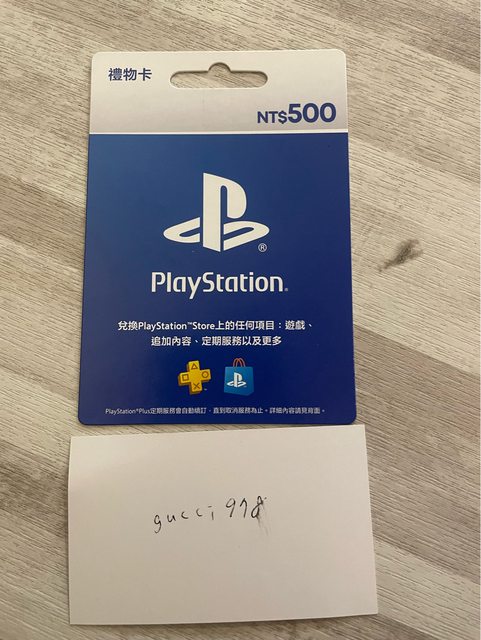 禮物卡
NT$500
PlayStation®
兌換PlayStation™Store上的任何項目：遊戲、
追加內容、定期服務以及更多
PlayStation®Plus定期服務會自動續訂，直到取消服務為止。詳細內容請見背面。
gucci978